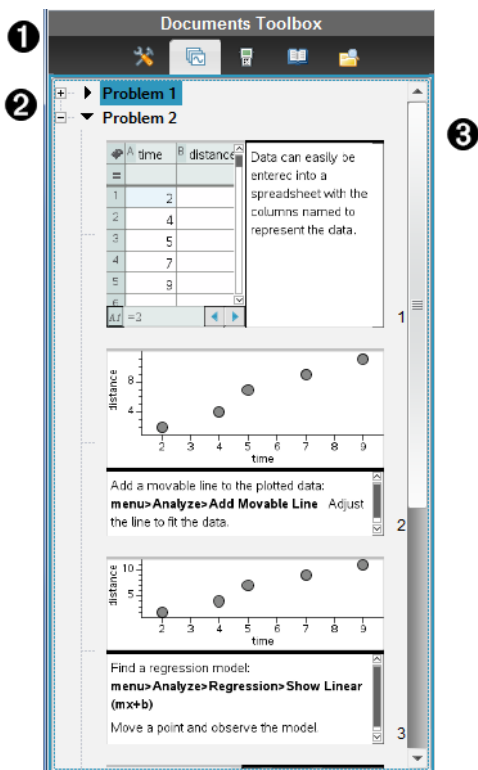 ❶
Documents Toolbox
❷
❸
Problem 1
Problem 2
A time B distance
=
1 2
2 4
3 5
4 7
5 9
6
A1 =2
Data can easily be
entered into a
spreadsheet with the
columns named to
represent the data.
1
distance
8
4
2 3 4 5 6 7 8 9
time
Add a movable line to the plotted data:
menu>Analyze>Add Movable Line Adjust
the line to fit the data.
2
distance
10
5
2 3 4 5 6 7 8 9
time
Find a regression model:
menu>Analyze>Regression>Show Linear
(mx+b)
Move a point and observe the model.
3